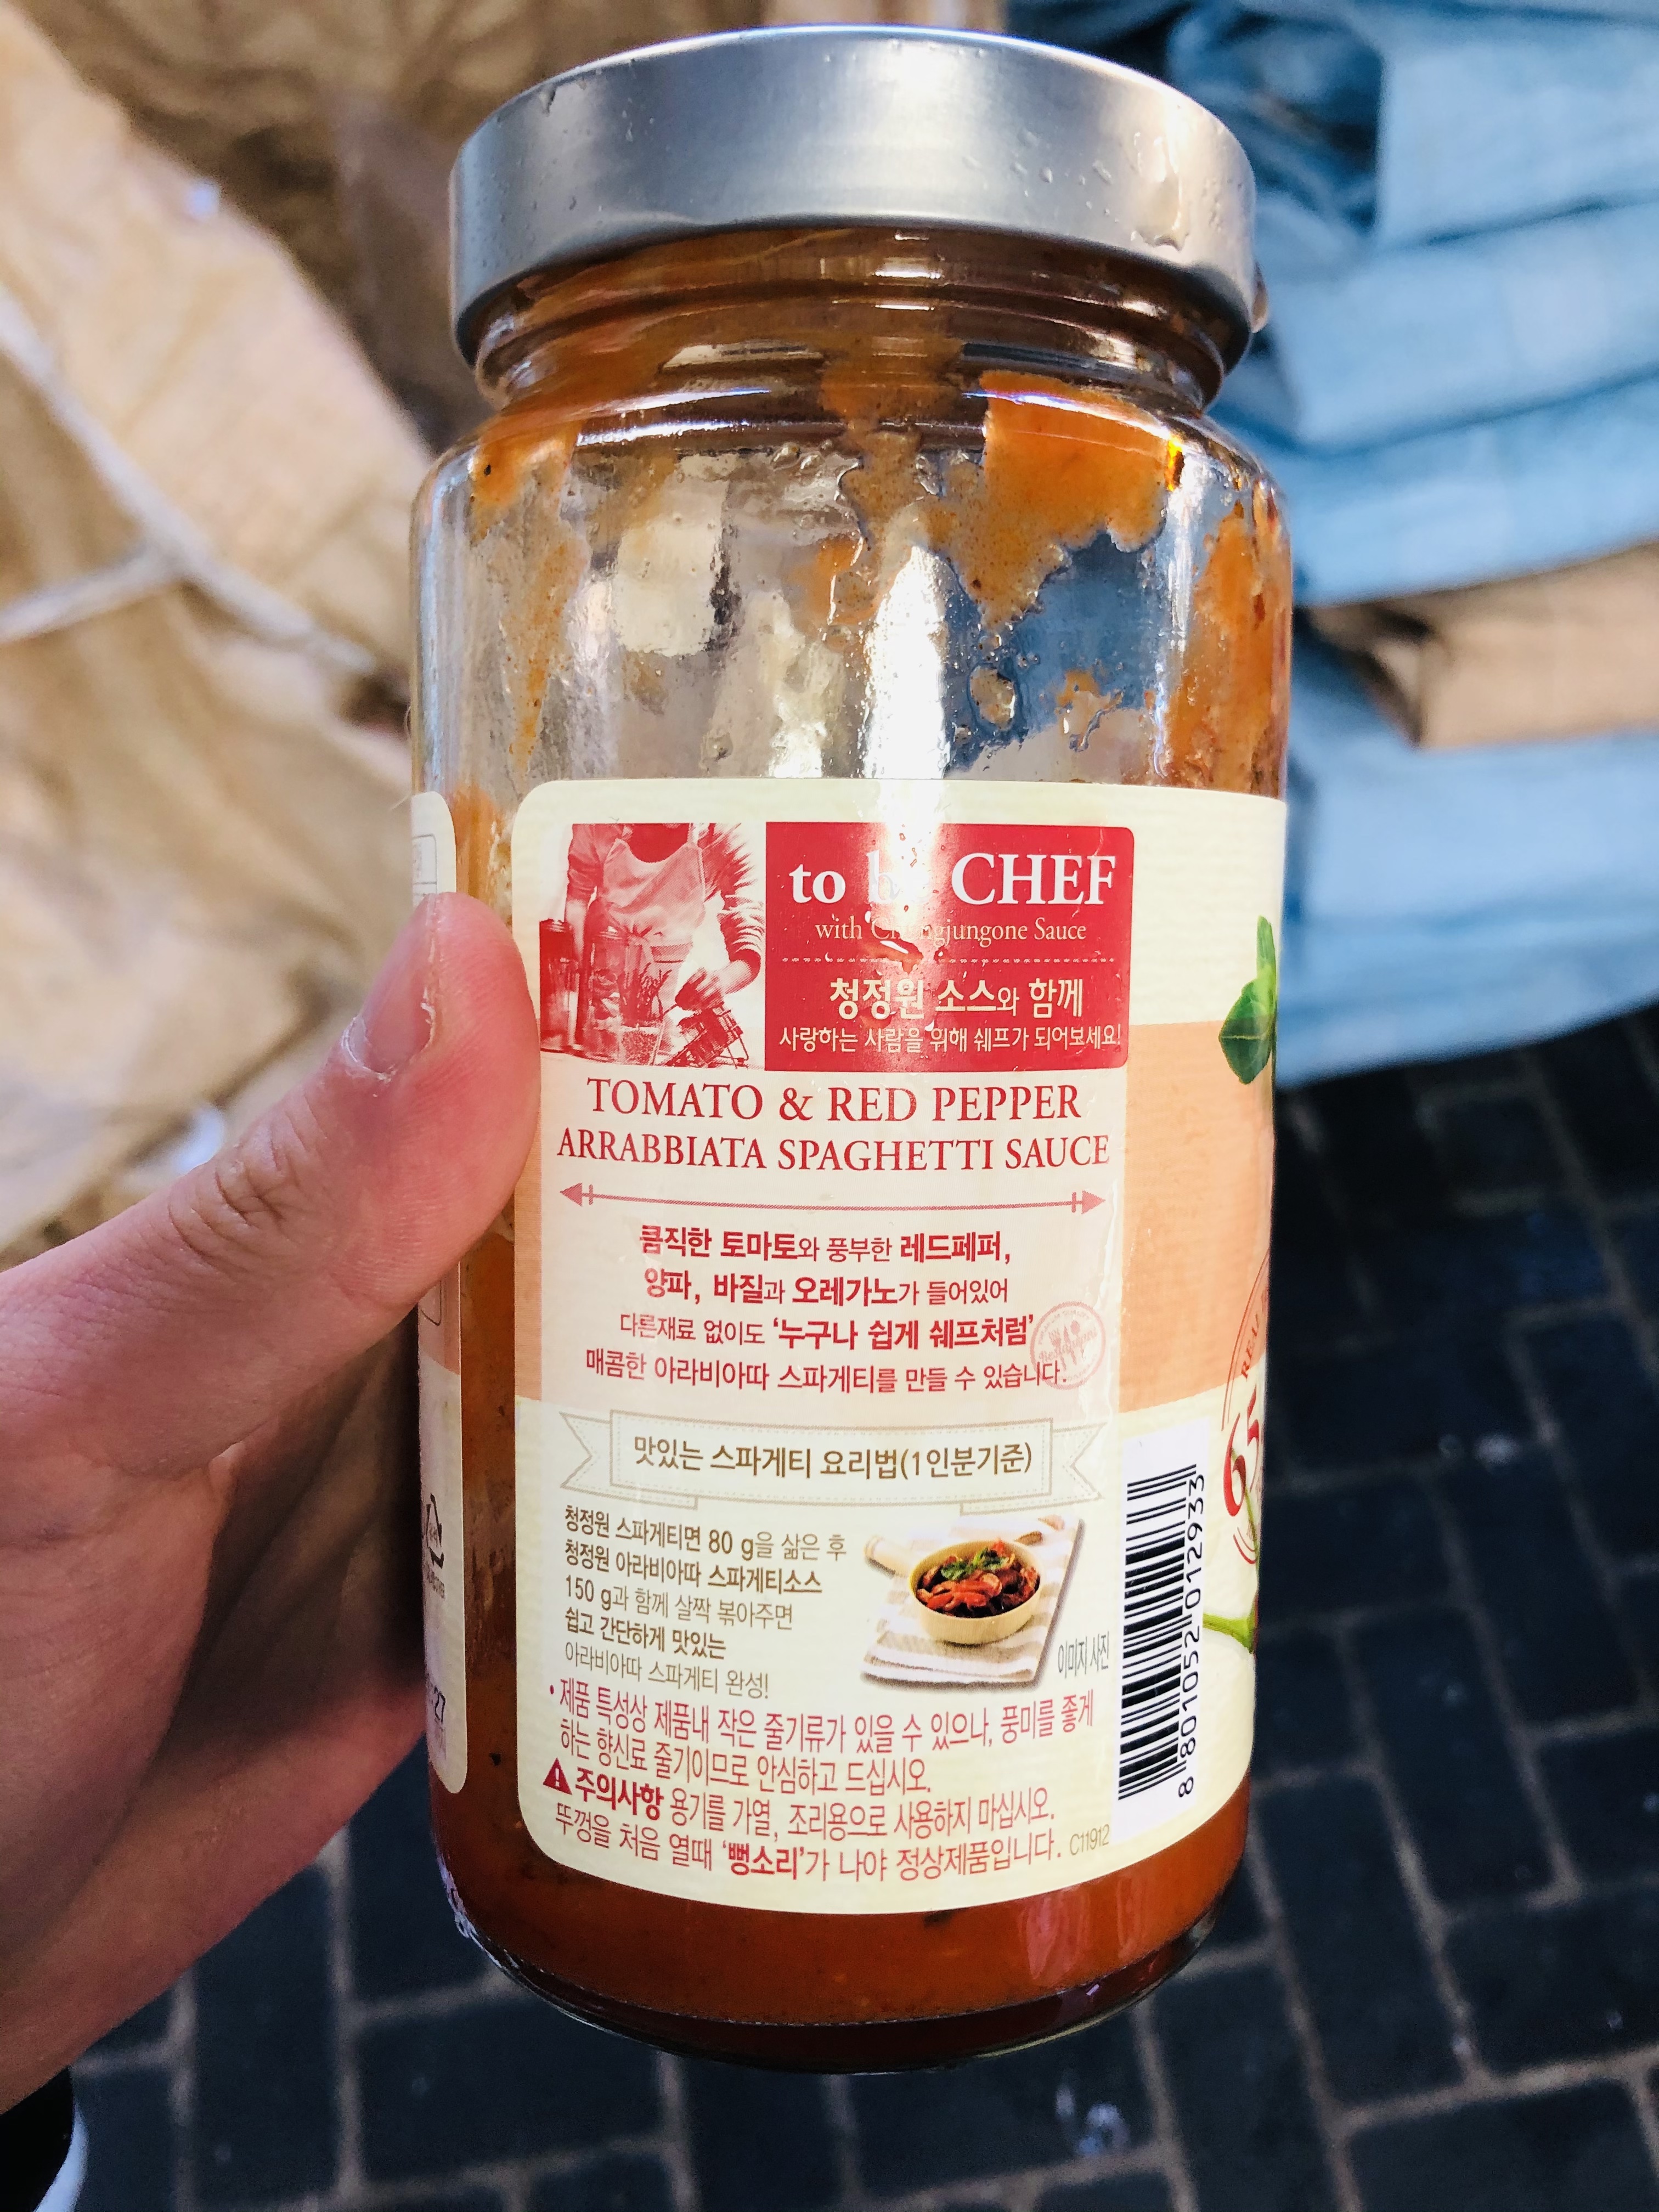 to be CHEF
with Chungjungone Sauce
청정원 소스와 함께
사랑하는 사람을 위해 쉐프가 되어보세요!
TOMATO & RED PEPPER
ARRABBIATA SPAGHETTI SAUCE
큼직한 토마토와 풍부한 레드페퍼,
양파, 바질과 오레가노가 들어있어
다른재료 없이도 '누구나 쉽게 쉐프처럼'
매콤한 아라비아따 스파게티를 만들 수 있습니다.
맛있는 스파게티 요리법(1인분기준)
청정원 스파게티면 80 g을 삶은 후
청정원 아라비아따 스파게티소스
150 g과 함께 살짝 볶아주면
쉽고 간단하게 맛있는
아라비아따 스파게티 완성!
이미지 사진
• 제품 특성상 제품내 작은 줄기류가 있을 수 있으나, 풍미를 좋게
하는 향신료 줄기이므로 안심하고 드십시오.
주의사항 용기를 가열, 조리용으로 사용하지 마십시오.
뚜껑을 처음 열때 '뻥소리'가 나야 정상제품입니다. C11912
8 801052 012933
65
27